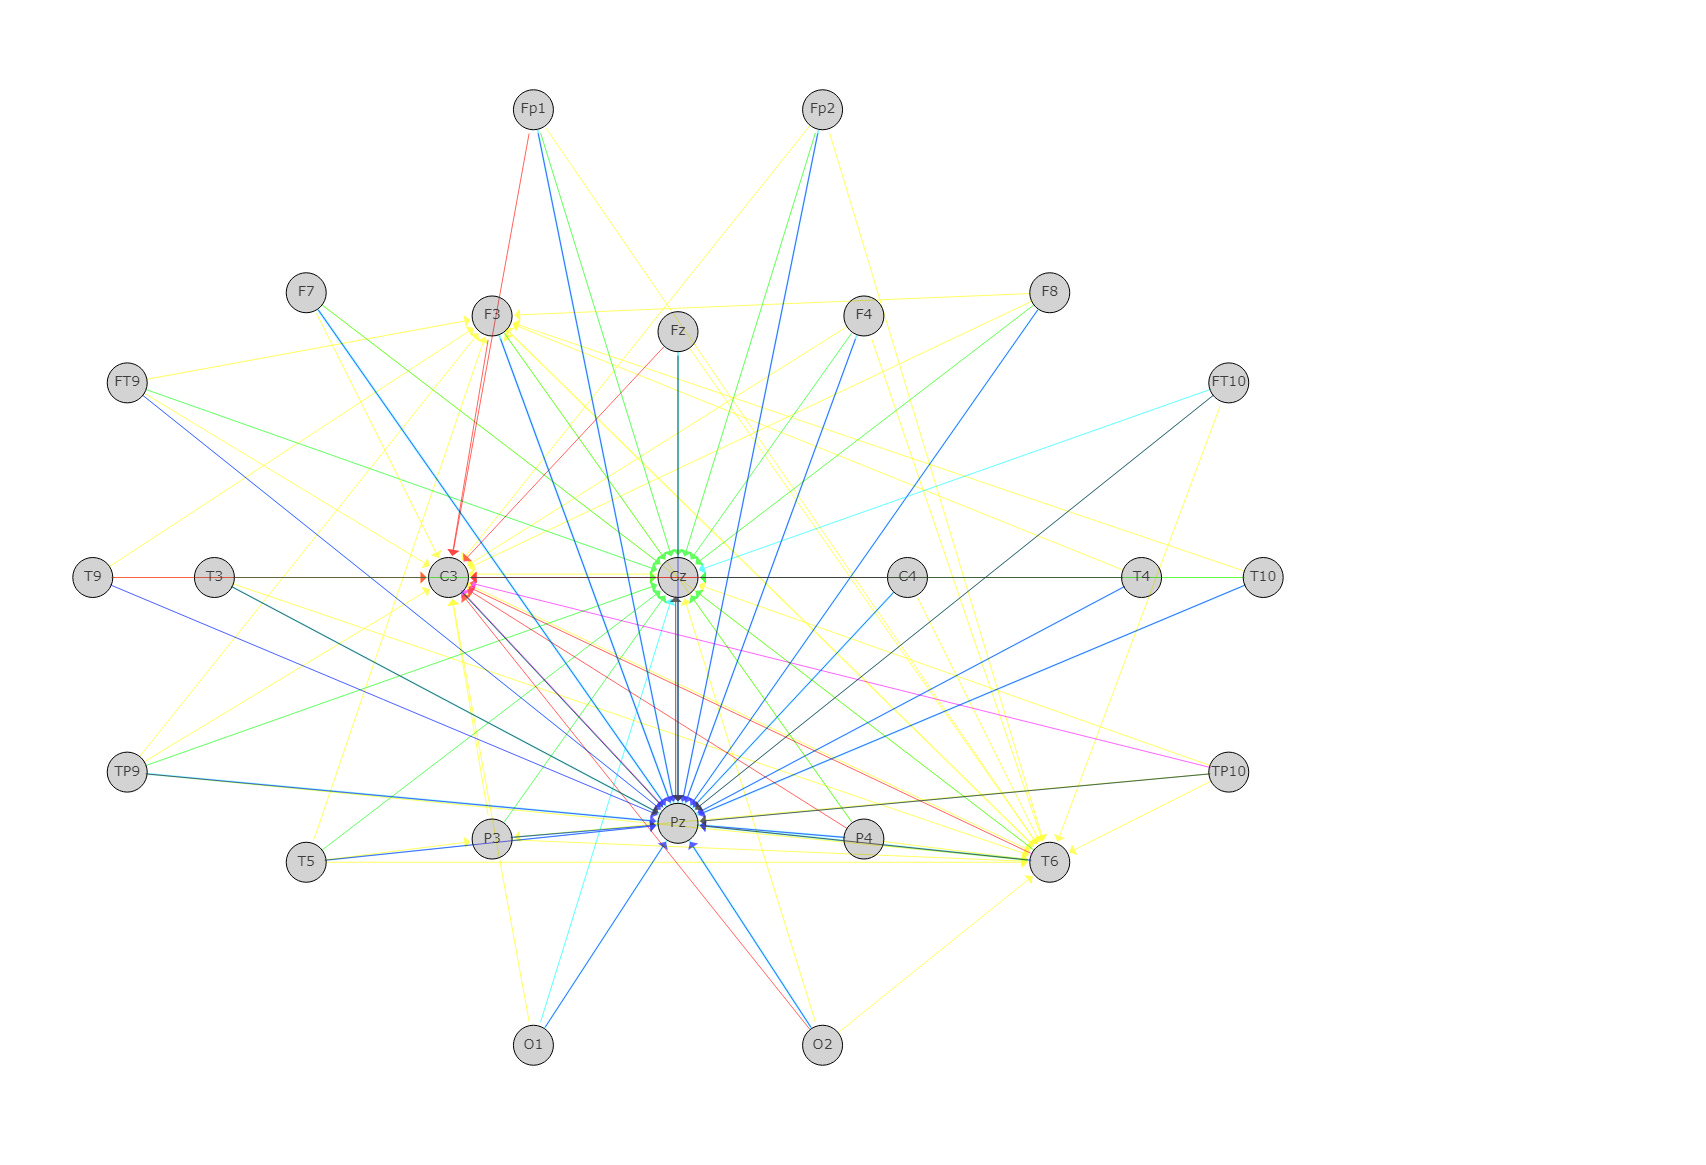 Fp1 Fp2
F7 F3 Fz F4 F8
FT9 FT10
T9 T3 C3 Cz C4 T4 T10
TP9 TP10
T5 P3 Pz P4 T6
O1 O2